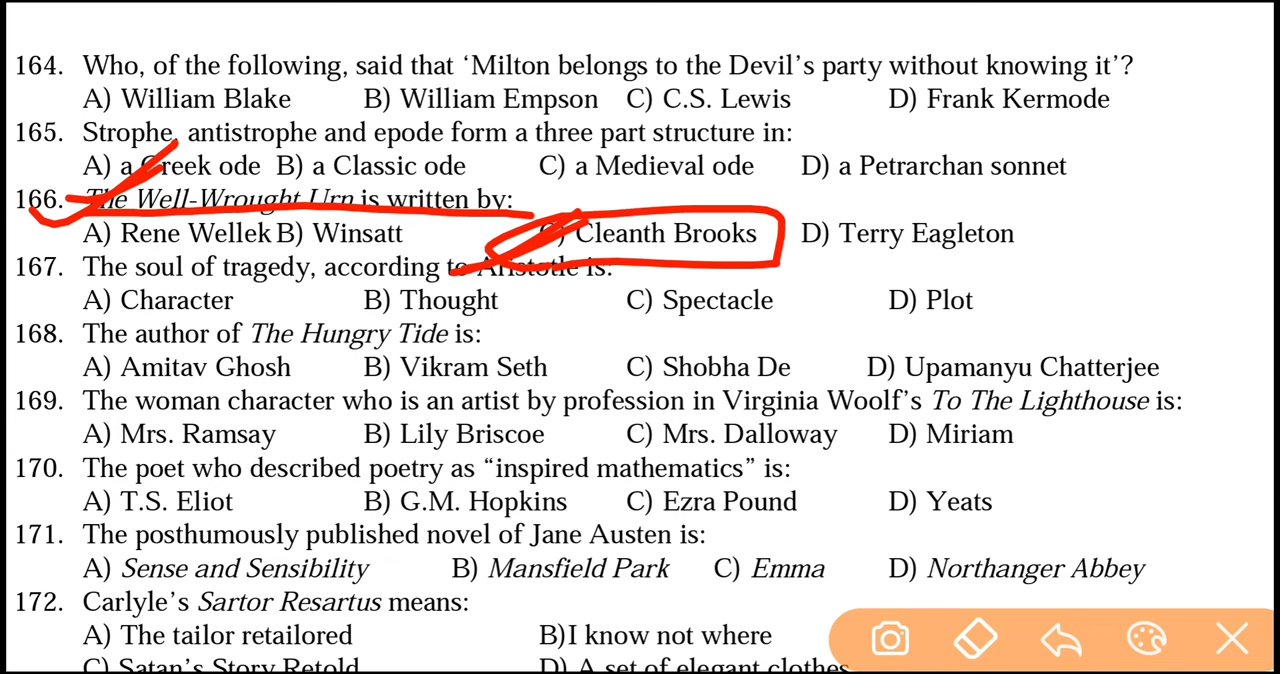 164. Who, of the following, said that ‘Milton belongs to the Devil’s party without knowing it’?
A) William Blake B) William Empson C) C.S. Lewis D) Frank Kermode
165. Strophe, antistrophe and epode form a three part structure in:
A) a Greek ode B) a Classic ode C) a Medieval ode D) a Petrarchan sonnet
166. The Well-Wrought Urn is written by:
A) Rene Wellek B) Winsatt C) Cleanth Brooks D) Terry Eagleton
167. The soul of tragedy, according to Aristotle is:
A) Character B) Thought C) Spectacle D) Plot
168. The author of The Hungry Tide is:
A) Amitav Ghosh B) Vikram Seth C) Shobha De D) Upamanyu Chatterjee
169. The woman character who is an artist by profession in Virginia Woolf’s To The Lighthouse is:
A) Mrs. Ramsay B) Lily Briscoe C) Mrs. Dalloway D) Miriam
170. The poet who described poetry as “inspired mathematics” is:
A) T.S. Eliot B) G.M. Hopkins C) Ezra Pound D) Yeats
171. The posthumously published novel of Jane Austen is:
A) Sense and Sensibility B) Mansfield Park C) Emma D) Northanger Abbey
172. Carlyle’s Sartor Resartus means:
A) The tailor retailored B)I know not where
C) Satan’s Story Retold D) A set of elegant clothes